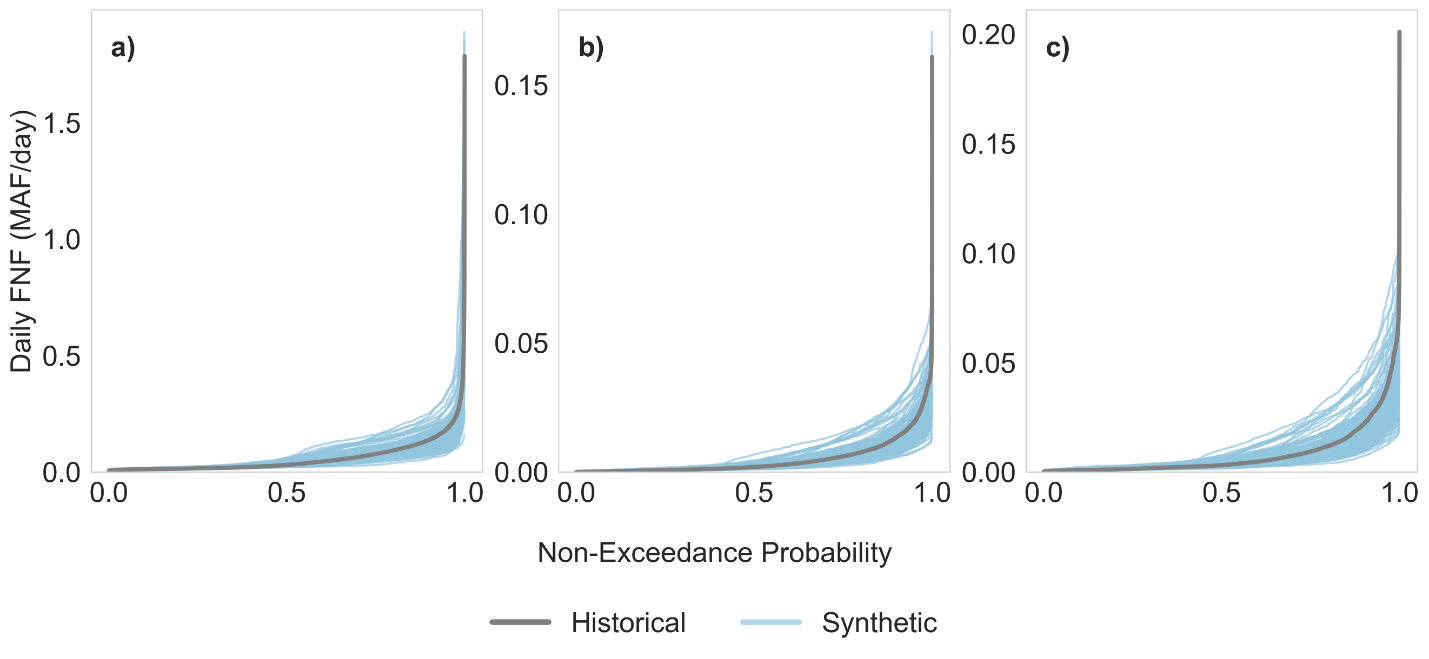 a)
b)
c)
Daily FNF (MAF/day)
1.5
1.0
0.5
0.0
0.0 0.5 1.0
0.15
0.10
0.05
0.00
0.0 0.5 1.0
0.20
0.15
0.10
0.05
0.00
0.0 0.5 1.0
Non-Exceedance Probability
Historical Synthetic